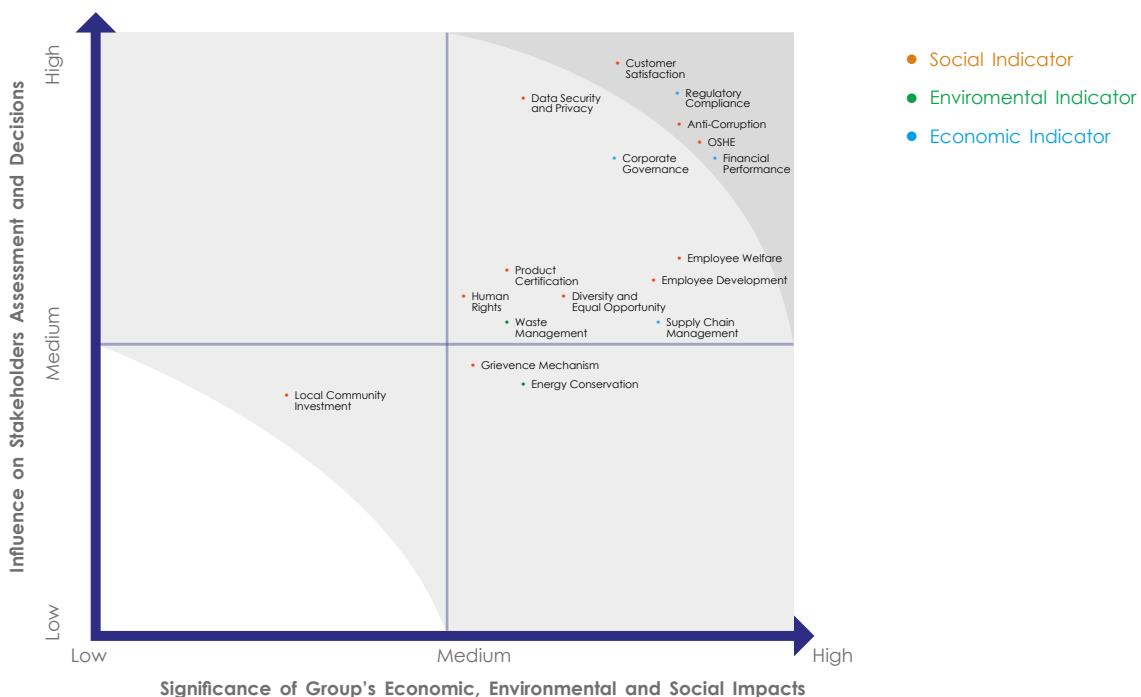 Influence on Stakeholders Assessment and Decisions
High
Medium
Low
Customer
Satisfaction
Data Security
and Privacy
Regulatory
Compliance
Anti-Corruption
OSHE
Corporate
Governance
Financial
Performance
Employee Welfare
Product
Certification
Employee Development
Human
Rights
Diversity and
Equal Opportunity
Waste
Management
Supply Chain
Management
Grievence Mechanism
Energy Conservation
Local Community
Investment
Low
Medium
High
Significance of Group's Economic, Environmental and Social Impacts
Social Indicator
Enviromental Indicator
Economic Indicator